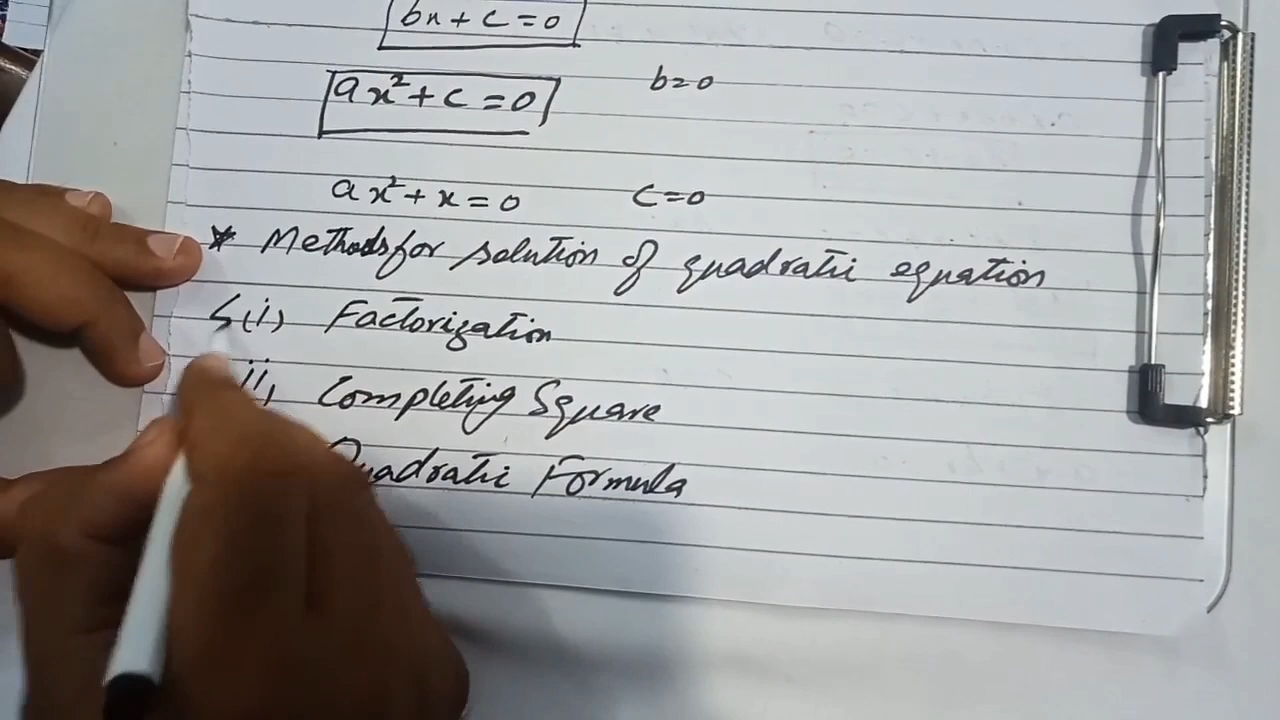 bx + c = 0
ax² + c = 0 b=0
ax² + x = 0 c=0
* Methods for solution of quadratic equation
(i) Factorization
ii, Completing Square
Quadratic Formula